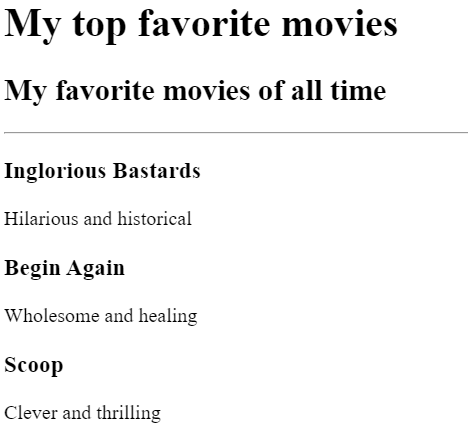 My top favorite movies
My favorite movies of all time
Inglorious Bastards
Hilarious and historical
Begin Again
Wholesome and healing
Scoop
Clever and thrilling